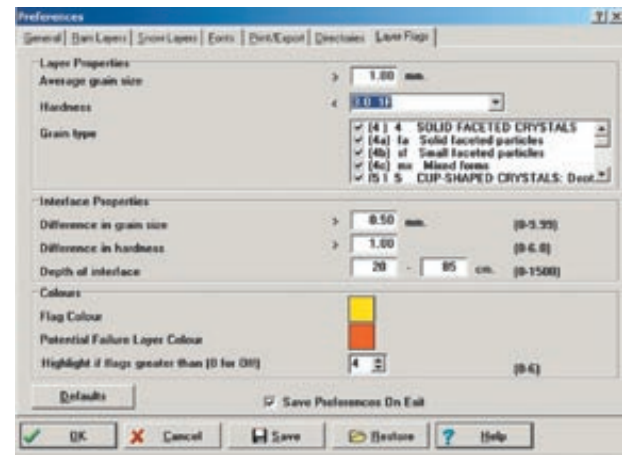 Preferences
General Ram Layers Snow Layers Fonts Print/Export Directories Layer Flags
Layer Properties
Average grain size > 1.00 mm.
Hardness <
Grain type
[4 ] 4 SOLID FACETED CRYSTALS
[4a] fa Solid faceted particles
[4b] sf Small faceted particles
[4c] mx Mixed forms
[5 ] 5 CUP-SHAPED CRYSTALS: Dept
Interface Properties
Difference in grain size > 0.50 mm. (0-9.99)
Difference in hardness > 1.00 (0-6.0)
Depth of interface 20 - 85 cm. (0-1500)
Colours
Flag Colour
Potential Failure Layer Colour
Highlight if flags greater than (0 for Off) 4 (0-6)
Defaults Save Preferences On Exit
OK Cancel Save Restore Help